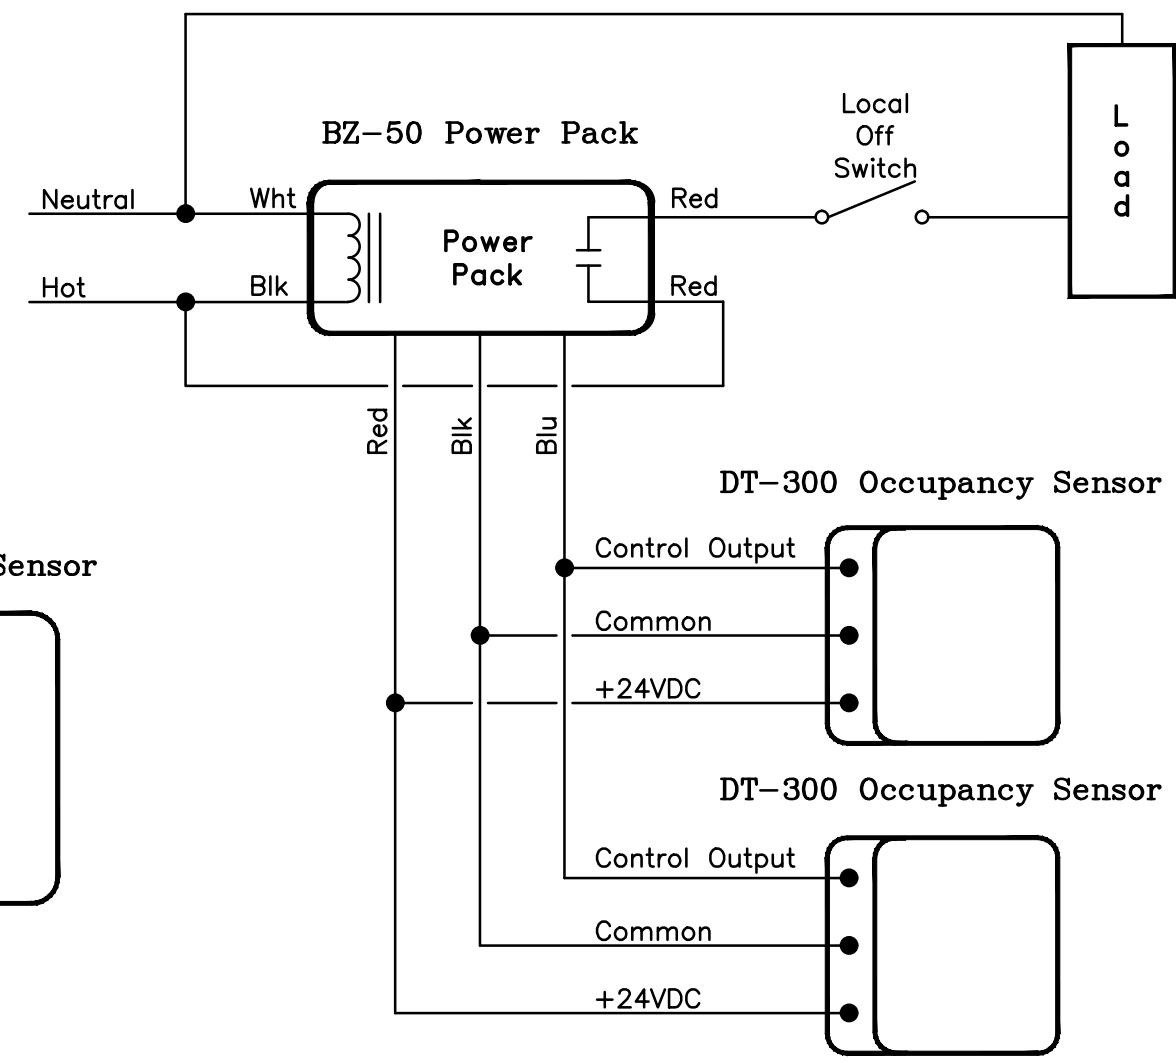 BZ-50 Power Pack
Local
Off
Switch
Load
Neutral
Wht
Red
Power
Pack
Hot
Blk
Red
Red
Blk
Blu
DT-300 Occupancy Sensor
Control Output
Common
+24VDC
Sensor
DT-300 Occupancy Sensor
Control Output
Common
+24VDC